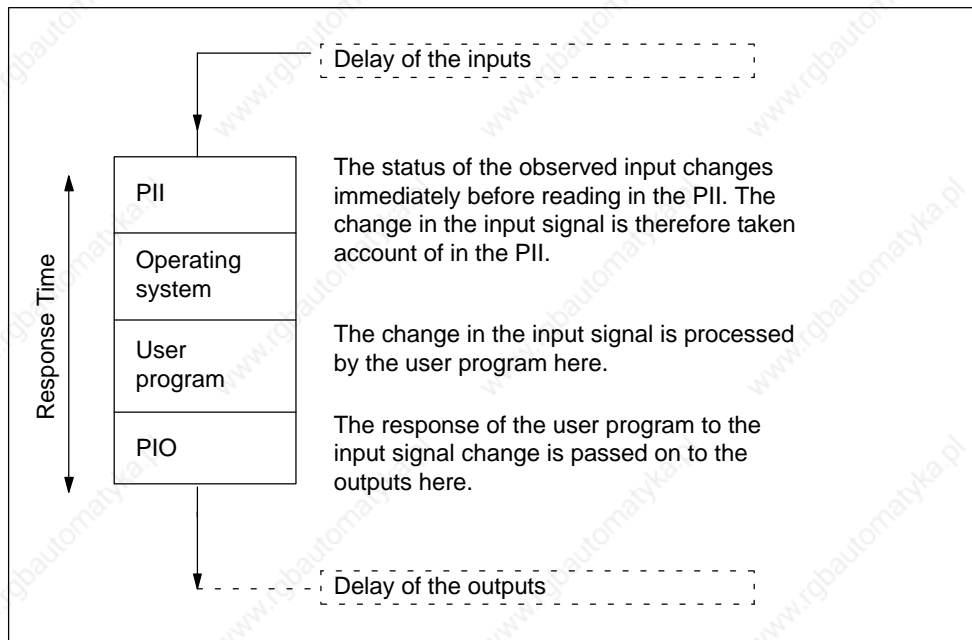 Delay of the inputs
PII
The status of the observed input changes
immediately before reading in the PII. The
change in the input signal is therefore taken
account of in the PII.
Operating
system
Response Time
User
program
The change in the input signal is processed
by the user program here.
PIO
The response of the user program to the
input signal change is passed on to the
outputs here.
Delay of the outputs
www.rgbautomatyka.pl